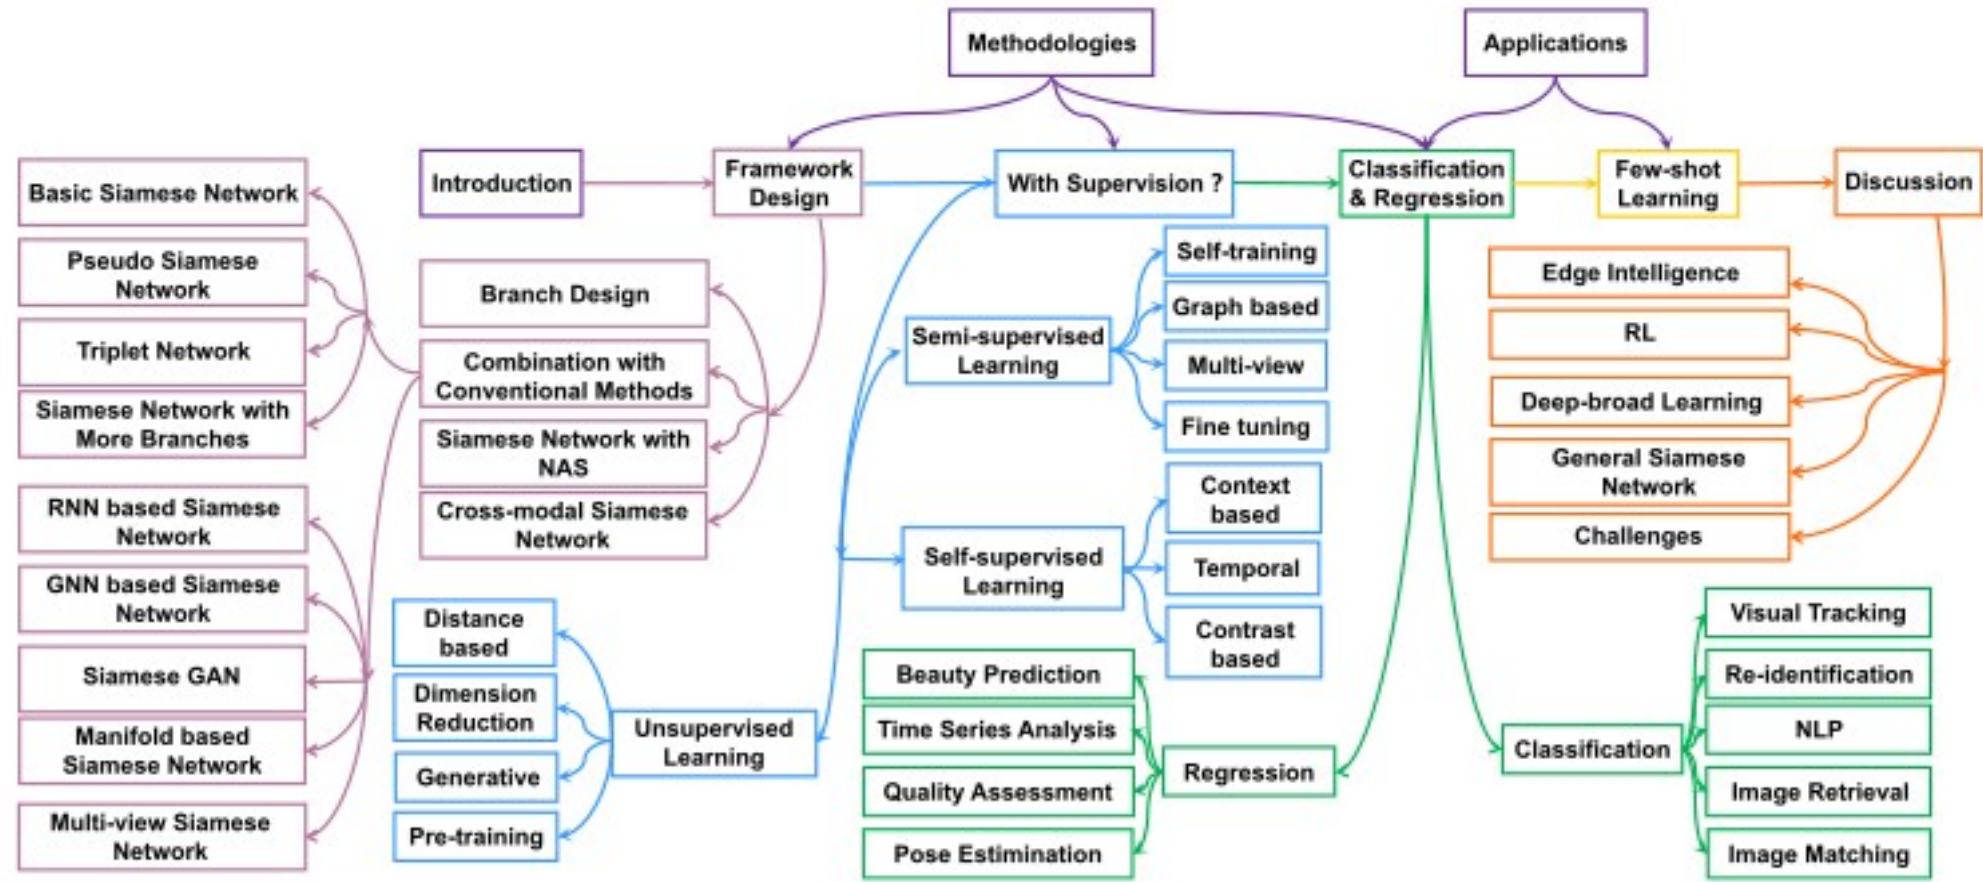 Methodologies
Applications
Introduction
Framework
Design
With Supervision ?
Classification
& Regression
Few-shot
Learning
Discussion
Basic Siamese Network
Pseudo Siamese
Network
Triplet Network
Siamese Network with
More Branches
RNN based Siamese
Network
GNN based Siamese
Network
Siamese GAN
Manifold based
Siamese Network
Multi-view Siamese
Network
Branch Design
Combination with
Conventional Methods
Siamese Network with
NAS
Cross-modal Siamese
Network
Distance
based
Dimension
Reduction
Generative
Pre-training
Unsupervised
Learning
Semi-supervised
Learning
Self-training
Graph based
Multi-view
Fine tuning
Self-supervised
Learning
Context
based
Temporal
Contrast
based
Beauty Prediction
Time Series Analysis
Quality Assessment
Pose Estimination
Regression
Edge Intelligence
RL
Deep-broad Learning
General Siamese
Network
Challenges
Classification
Visual Tracking
Re-identification
NLP
Image Retrieval
Image Matching